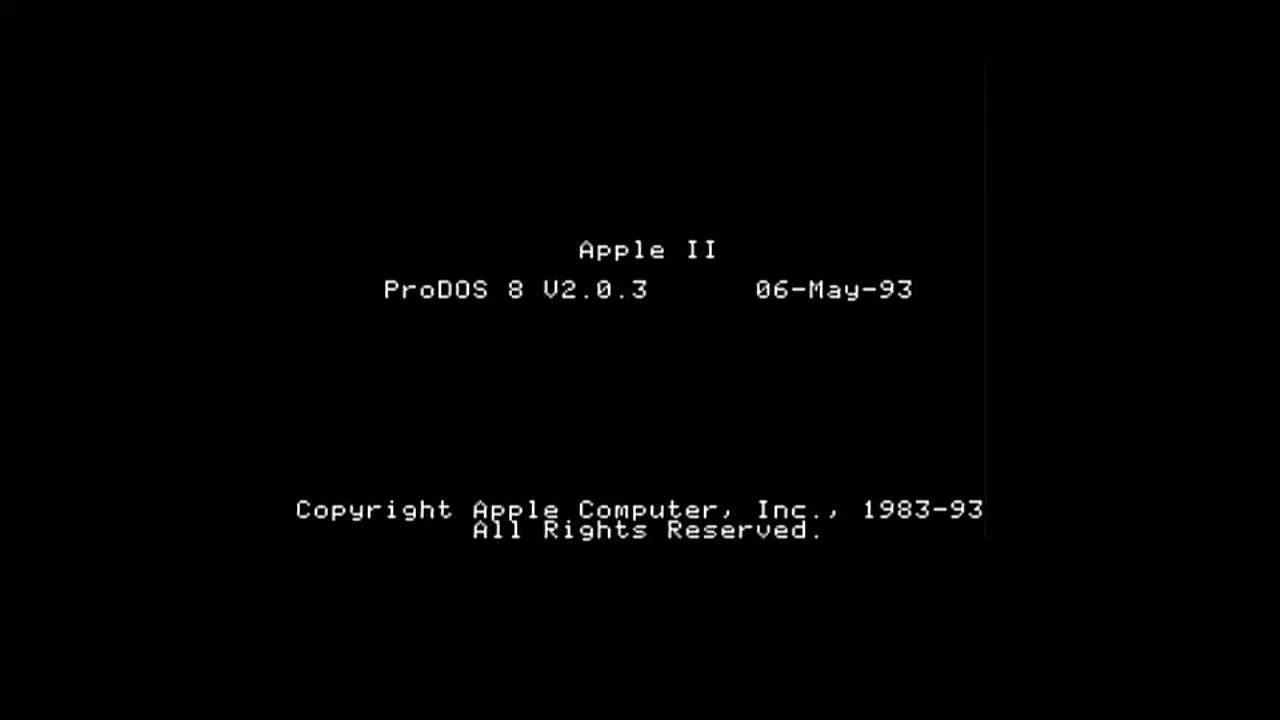 Apple II
ProDOS 8 V2.0.3 06-May-93
Copyright Apple Computer, Inc., 1983-93
All Rights Reserved.